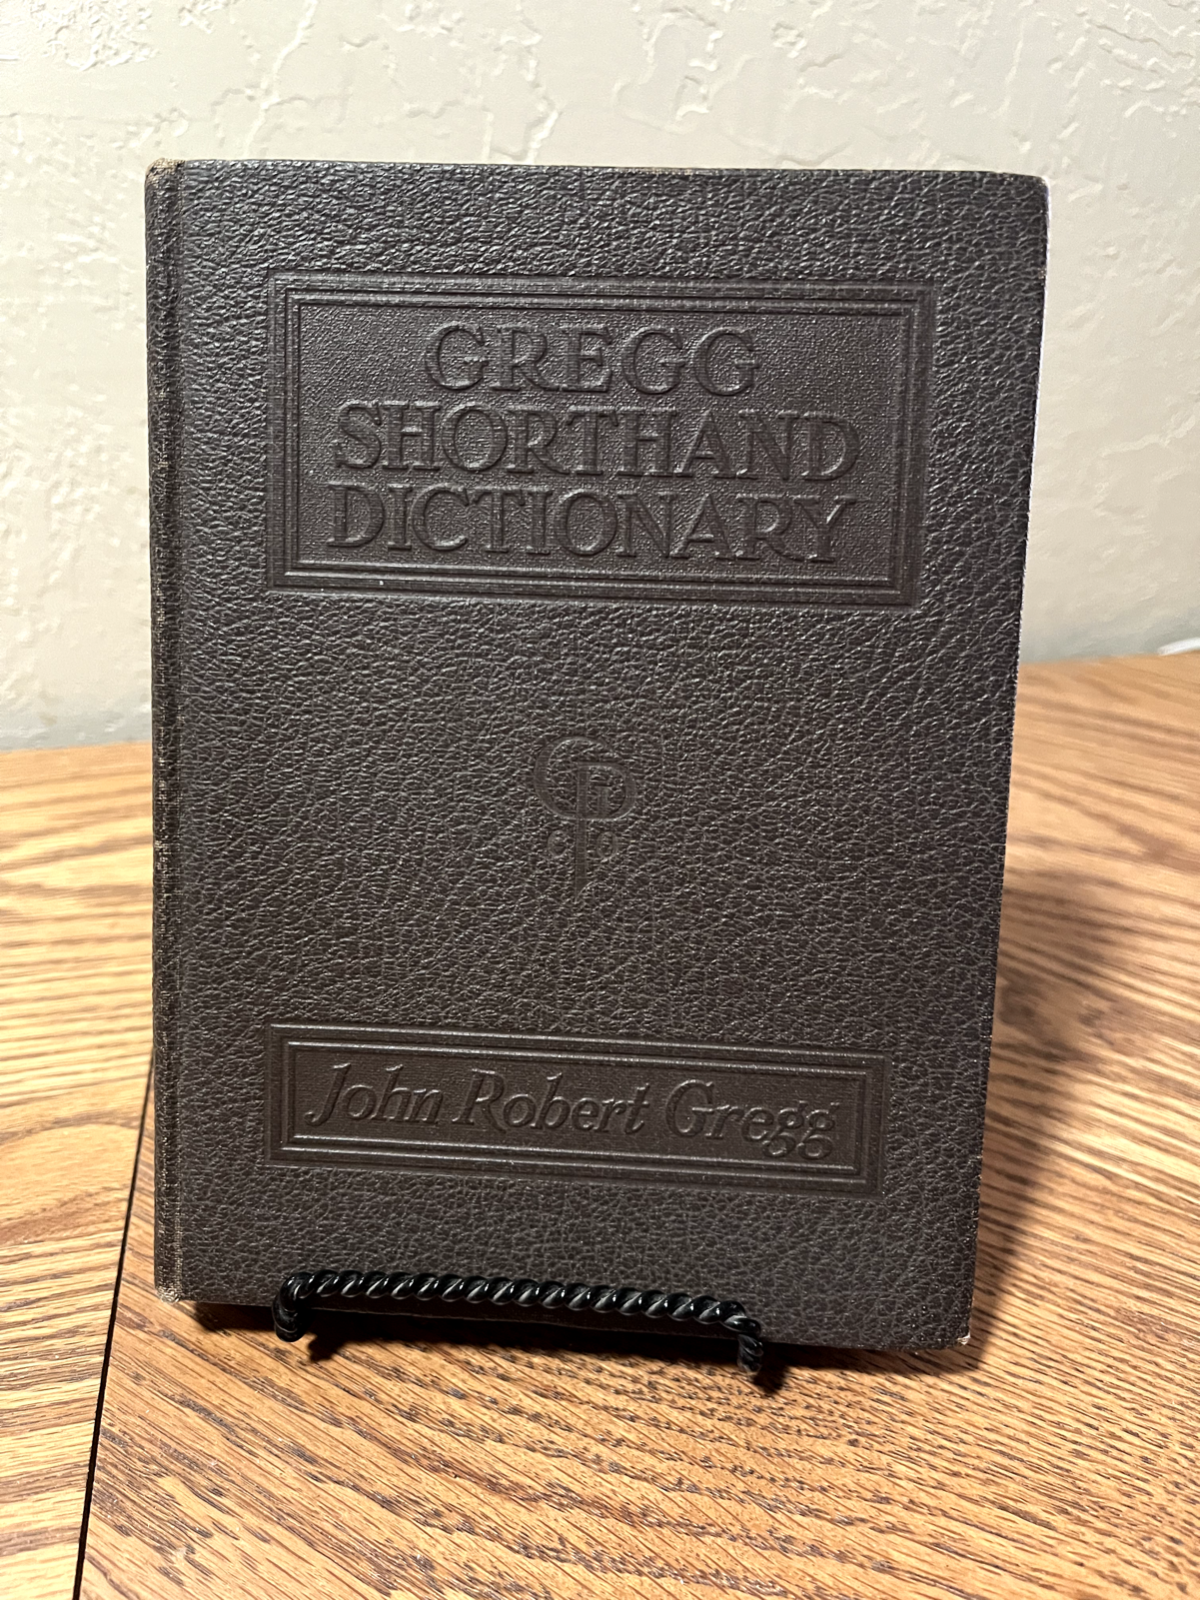 GREGG
SHORTHAND
DICTIONARY
John Robert Gregg